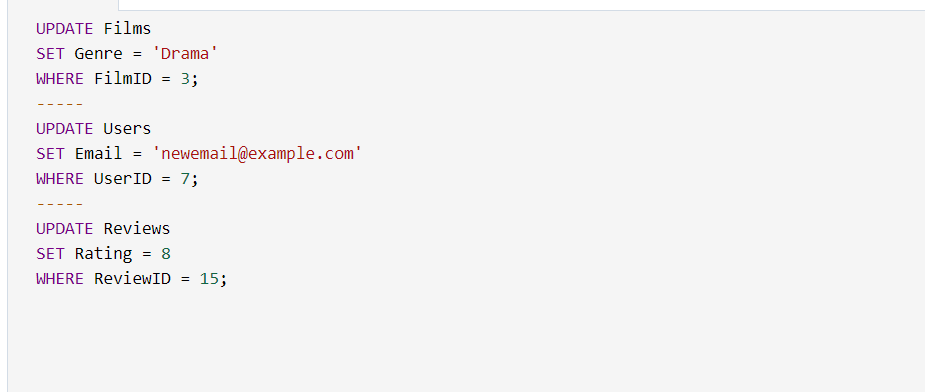 UPDATE Films
SET Genre = 'Drama'
WHERE FilmID = 3;
-----
UPDATE Users
SET Email = 'newemail@example.com'
WHERE UserID = 7;
-----
UPDATE Reviews
SET Rating = 8
WHERE ReviewID = 15;